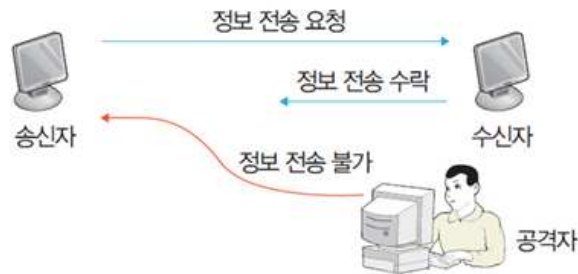 정보 전송 요청
정보 전송 수락
송신자
수신자
정보 전송 불가
공격자